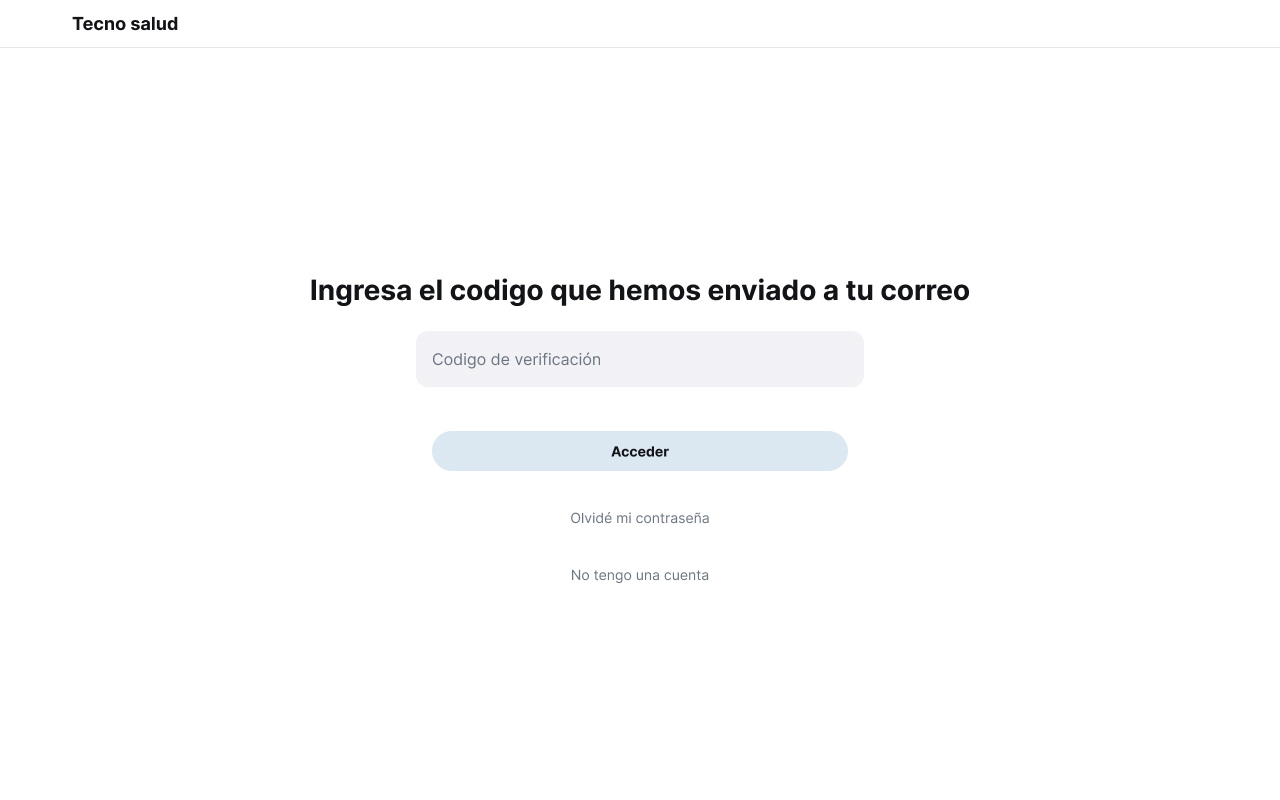 Tecno salud
Ingresa el codigo que hemos enviado a tu correo
Codigo de verificación
Acceder
Olvidé mi contraseña
No tengo una cuenta